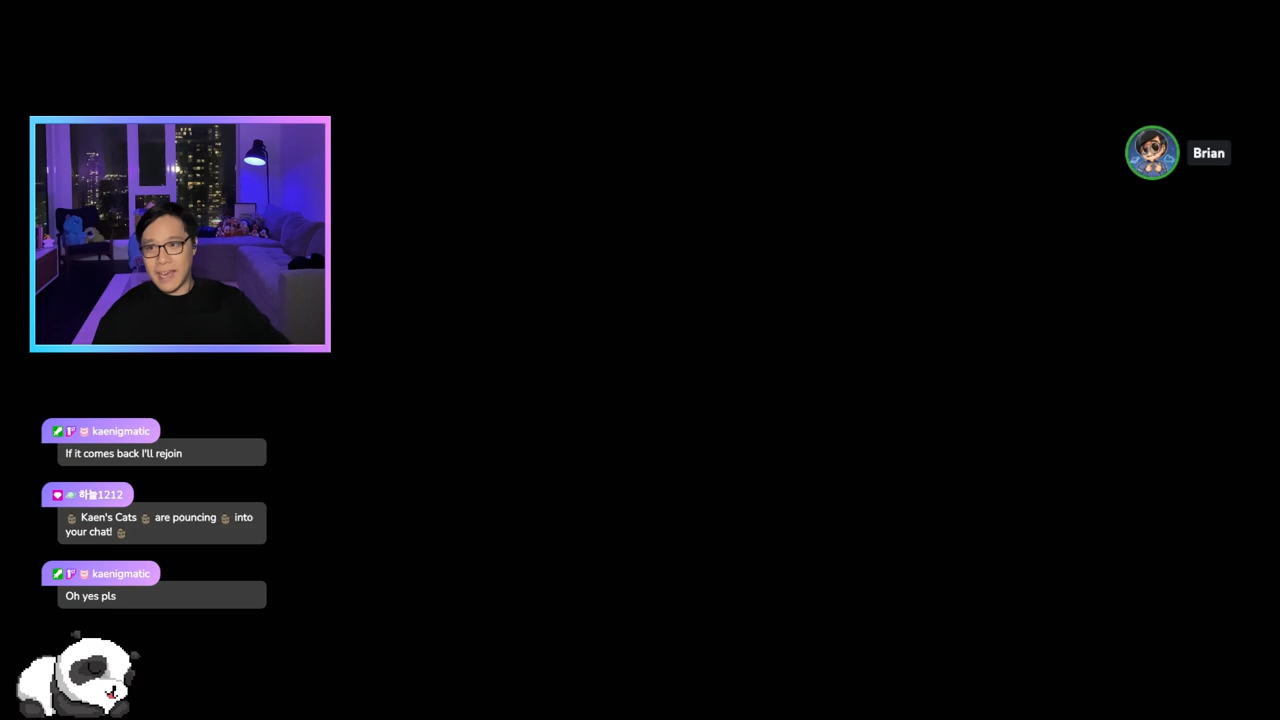 Brian
kaenigmatic
If it comes back I'll rejoin
하늘1212
Kaen's Cats are pouncing into
your chat!
kaenigmatic
Oh yes pls